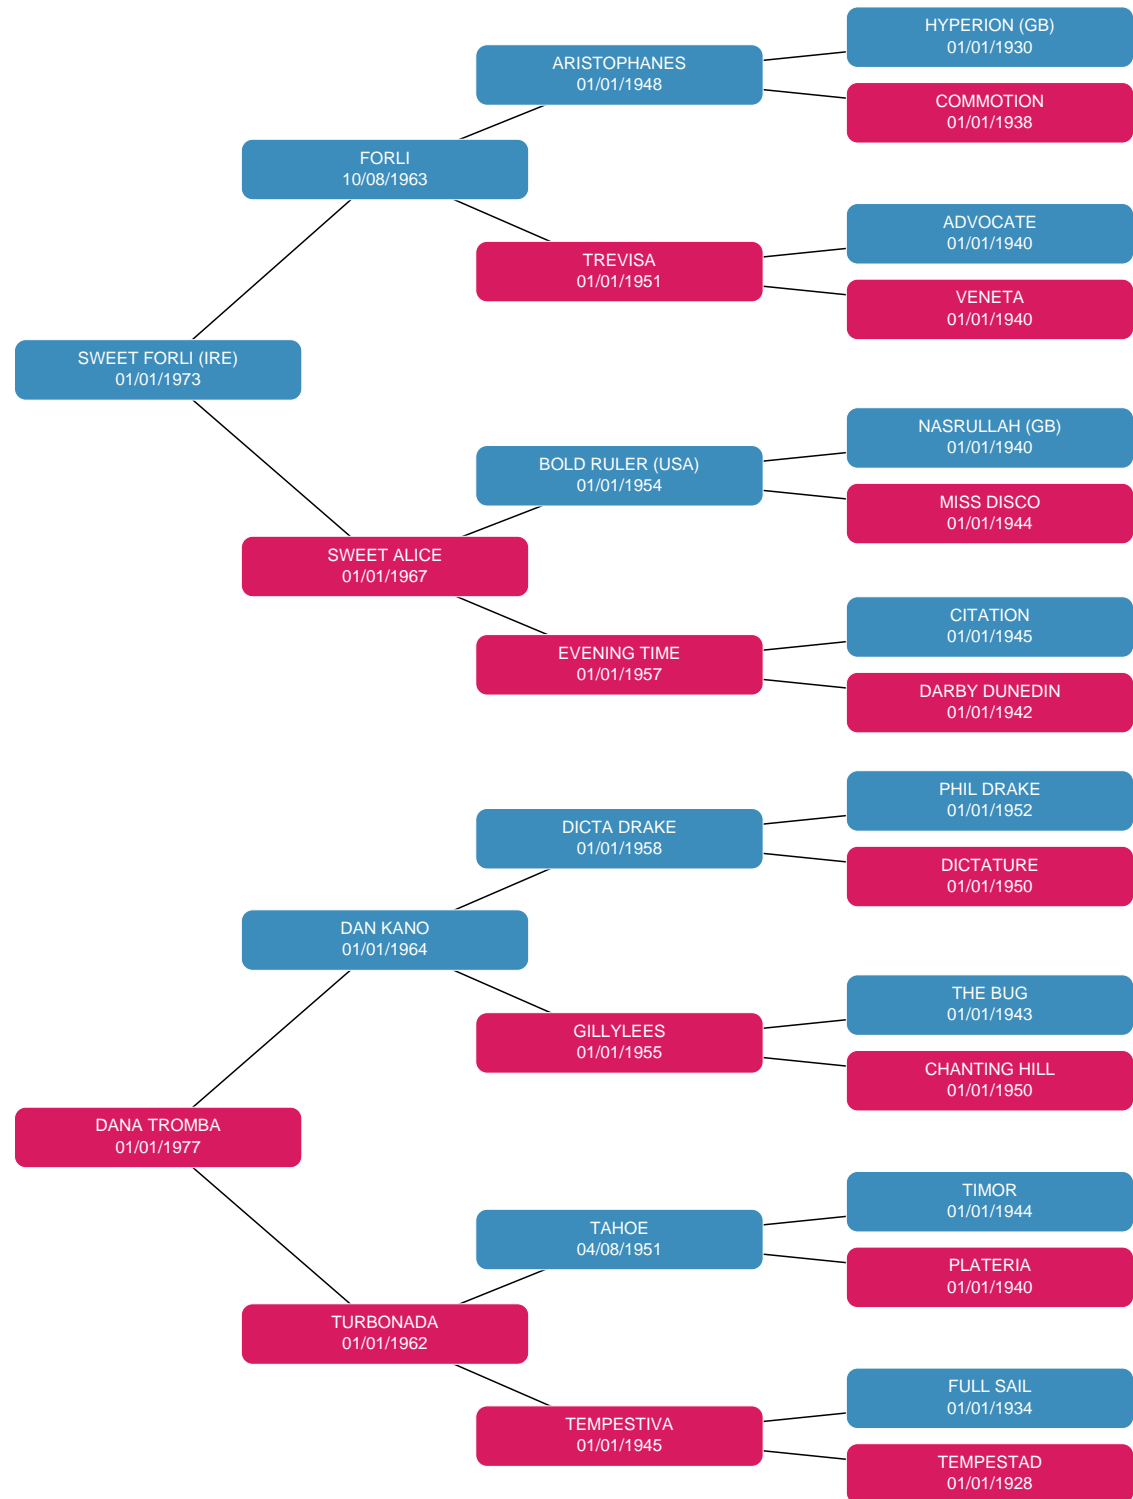 HYPERION (GB)
01/01/1930
ARISTOPHANES
01/01/1948
COMMOTION
01/01/1938
FORLI
10/08/1963
ADVOCATE
01/01/1940
TREVISA
01/01/1951
VENETA
01/01/1940
SWEET FORLI (IRE)
01/01/1973
NASRULLAH (GB)
01/01/1940
BOLD RULER (USA)
01/01/1954
MISS DISCO
01/01/1944
SWEET ALICE
01/01/1967
CITATION
01/01/1945
EVENING TIME
01/01/1957
DARBY DUNEDIN
01/01/1942
PHIL DRAKE
01/01/1952
DICTA DRAKE
01/01/1958
DICTATURE
01/01/1950
DAN KANO
01/01/1964
THE BUG
01/01/1943
GILLYLEES
01/01/1955
CHANTING HILL
01/01/1950
DANA TROMBA
01/01/1977
TIMOR
01/01/1944
TAHOE
04/08/1951
PLATERIA
01/01/1940
TURBONADA
01/01/1962
FULL SAIL
01/01/1934
TEMPESTIVA
01/01/1945
TEMPESTAD
01/01/1928